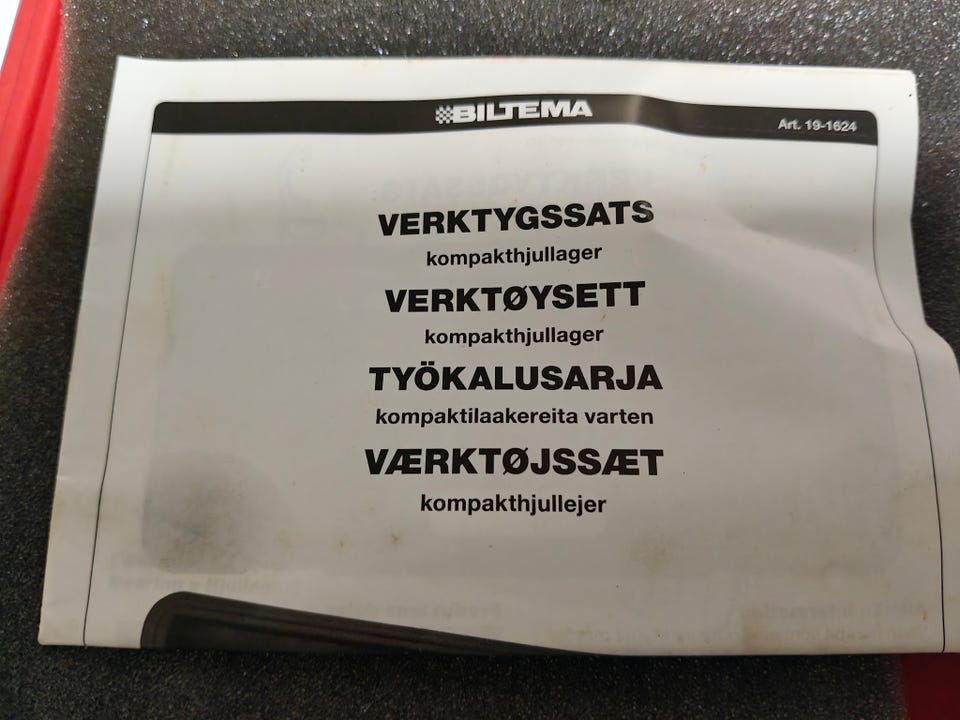 BILTEMA
Art. 19-1624
VERKTYGSSATS
kompakthjullager
VERKTØYSETT
kompakthjullager
TYÖKALUSARJA
kompaktilaakereita varten
VÆRKTØJSSÆT
kompakthjullejer